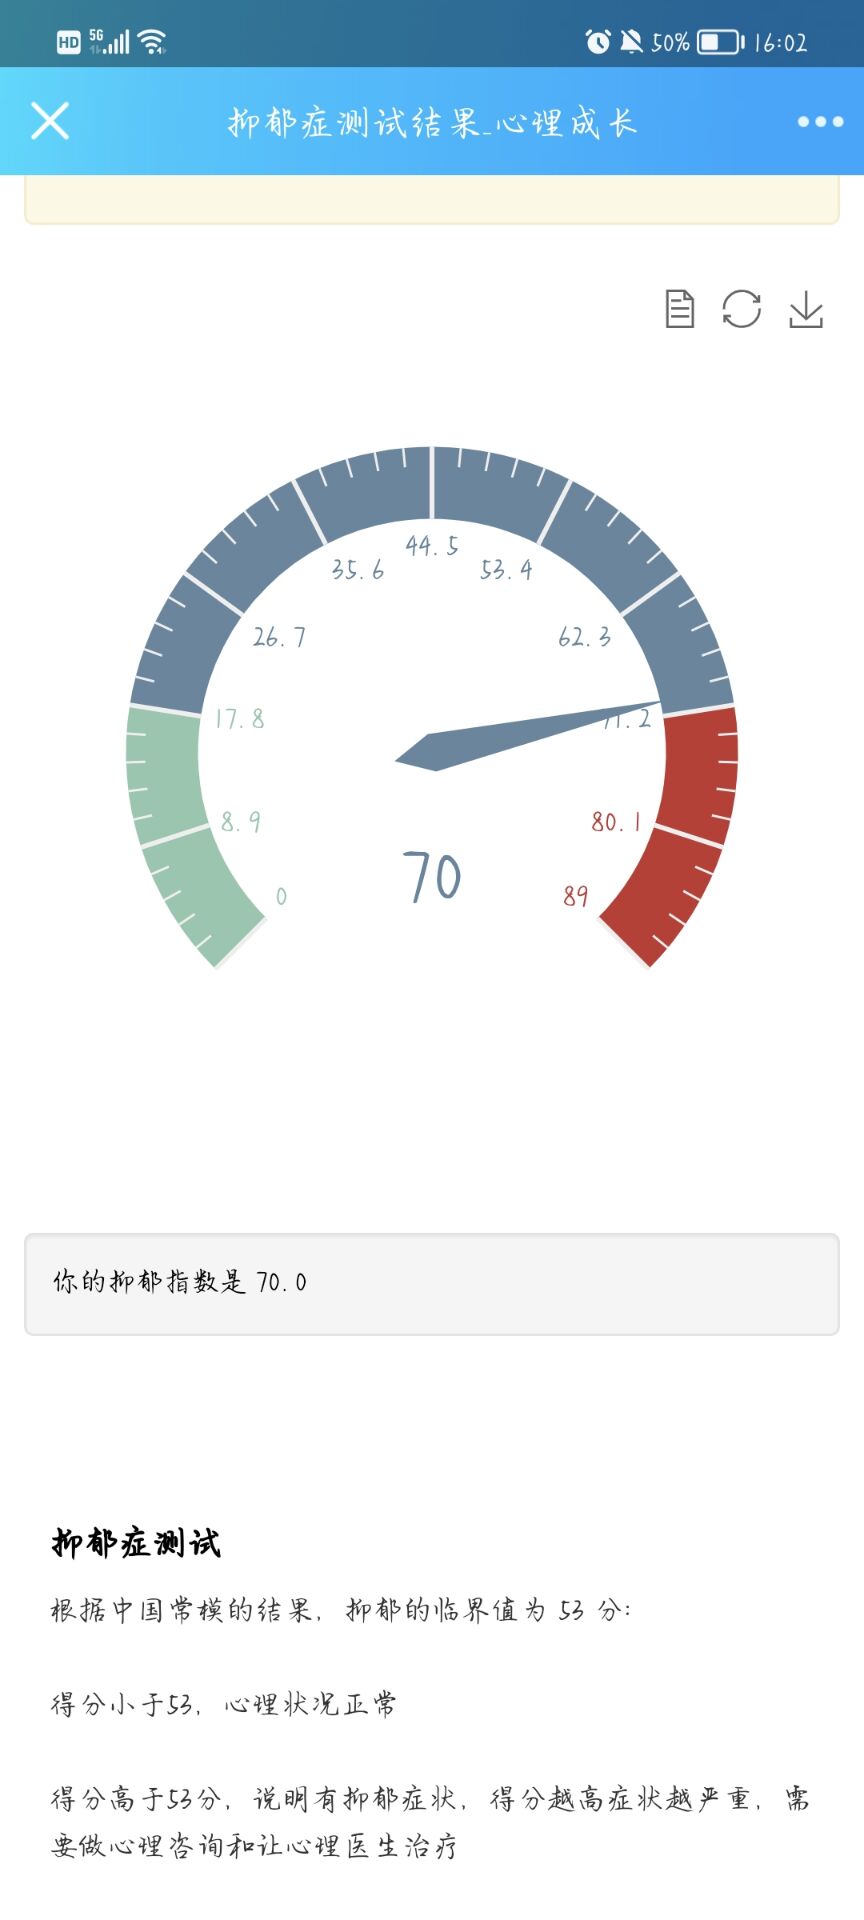 HD 5G 50% 16:02
抑郁症测试结果_心理成长
44.5
35.6 53.4
26.7 62.3
17.8 71.2
8.9 80.1
0 70 89
你的抑郁指数是 70.0
抑郁症测试
根据中国常模的结果, 抑郁的临界值为 53 分:
得分小于53, 心理状况正常
得分高于53分, 说明有抑郁症状, 得分越高症状越严重, 需
要做心理咨询和让心理医生治疗